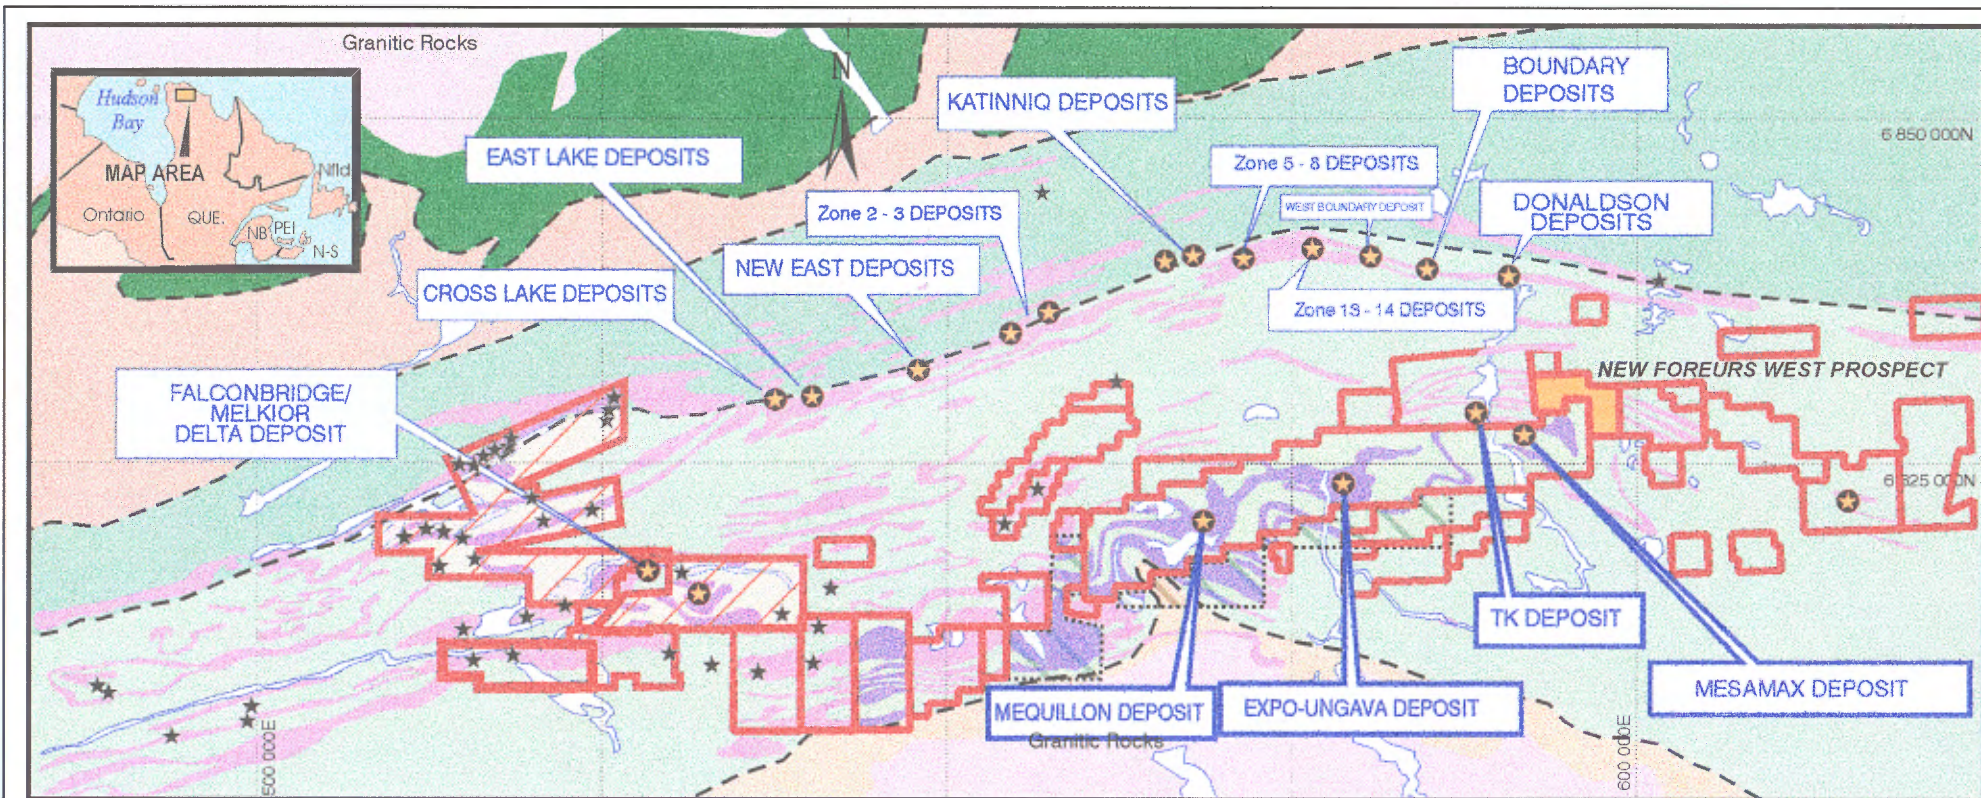 Granitic Rocks
Hudson
Bay
MAP AREA
Nfld
Ontario
QUE.
NB
PEI
N-S
N
KATINNIQ DEPOSITS
BOUNDARY
DEPOSITS
6 850 000N
EAST LAKE DEPOSITS
Zone 5 - 8 DEPOSITS
Zone 2 - 3 DEPOSITS
WEST BOUNDARY DEPOSIT
DONALDSON
DEPOSITS
NEW EAST DEPOSITS
CROSS LAKE DEPOSITS
Zone 13 - 14 DEPOSITS
NEW FOREURS WEST PROSPECT
FALCONBRIDGE/
MELKIOR
DELTA DEPOSIT
6 825 000N
TK DEPOSIT
MESAMAX DEPOSIT
MEQUILLON DEPOSIT
EXPO-UNGAVA DEPOSIT
Granitic Rocks
500 000E
600 000E